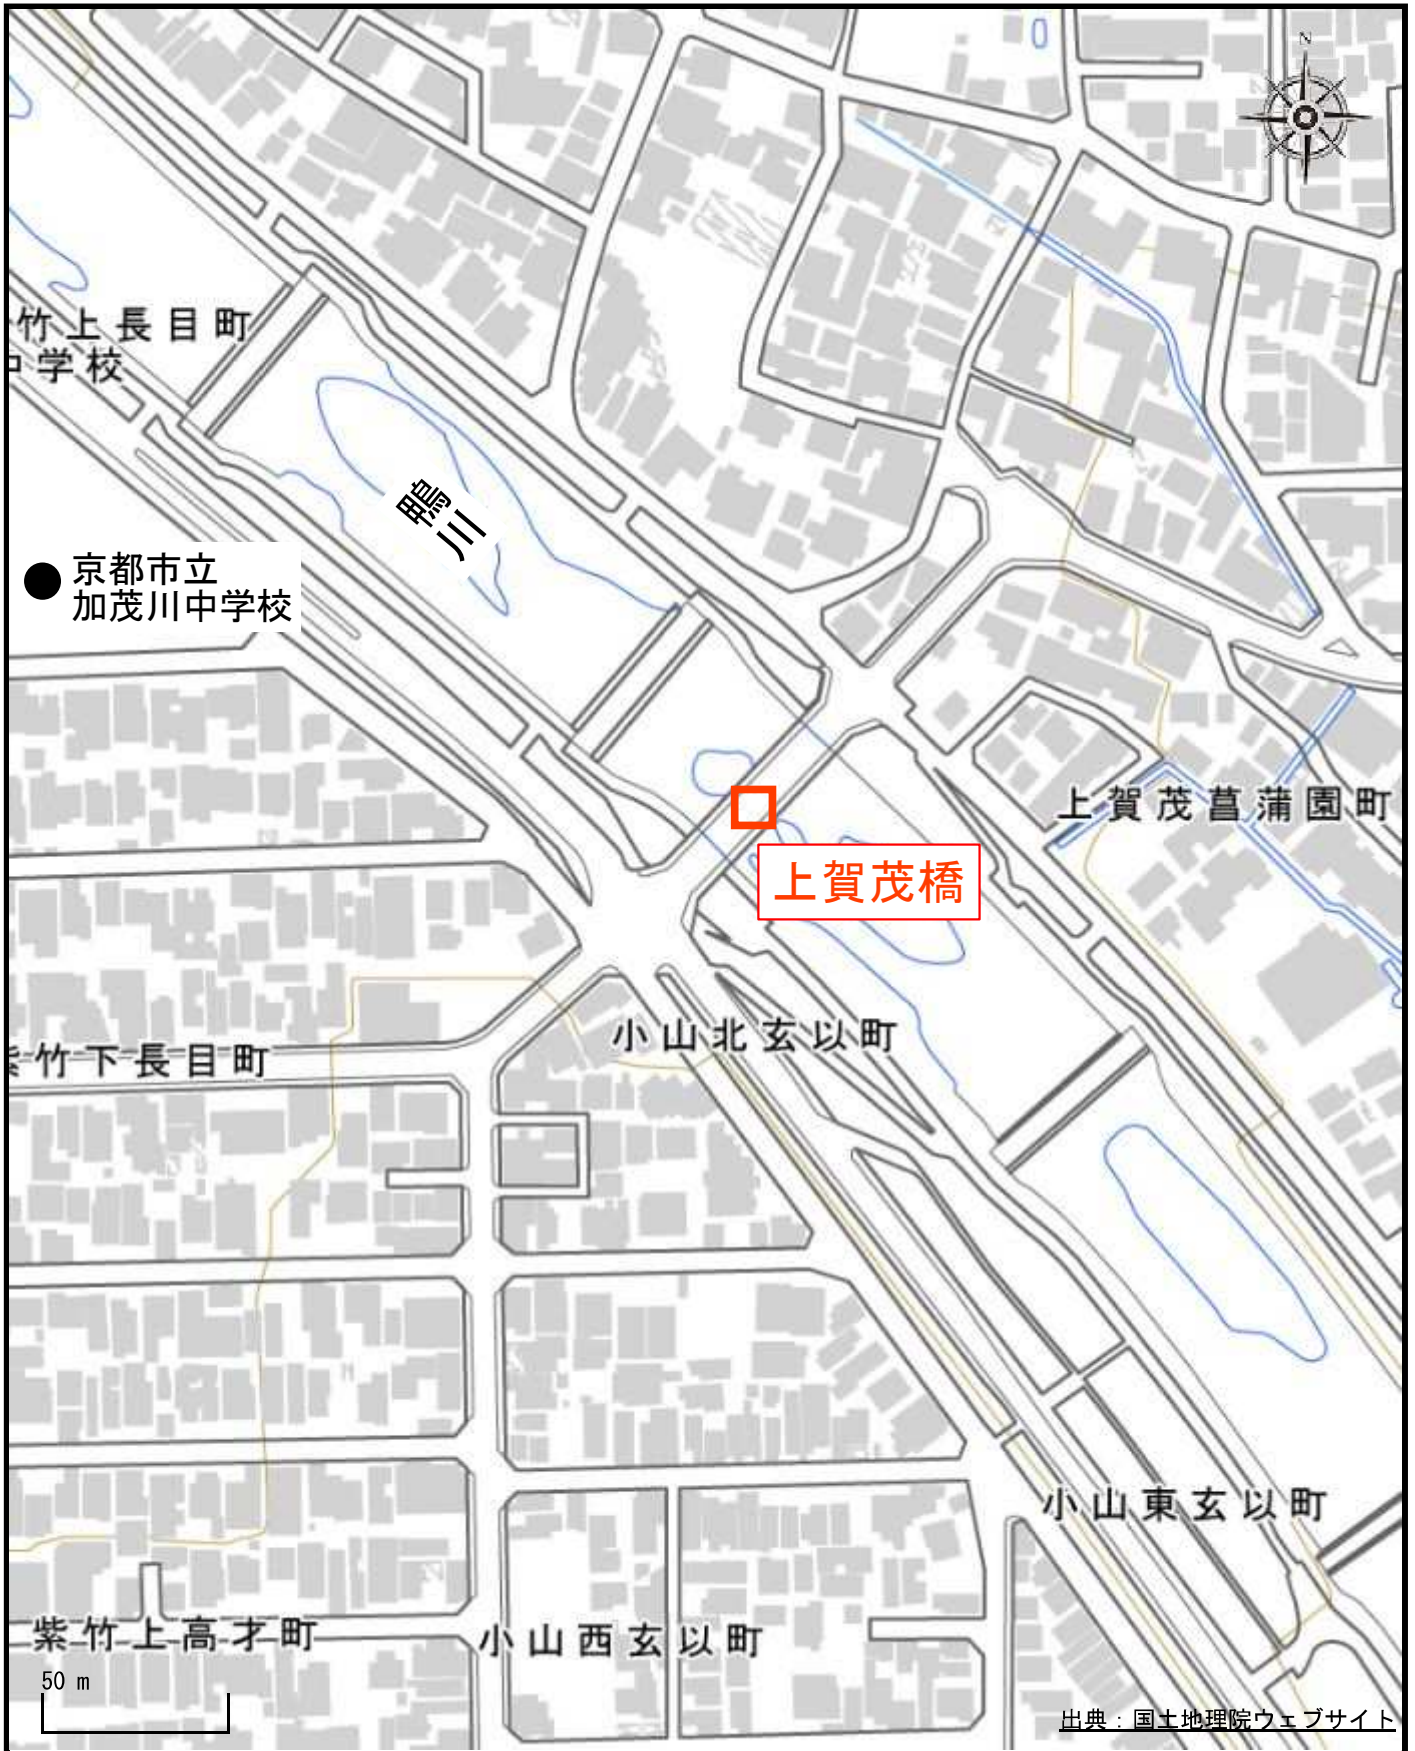 N
竹上長目町
中学校
鴨川
京都市立
加茂川中学校
上賀茂菖蒲園町
上賀茂橋
小山北玄以町
紫竹下長目町
小山東玄以町
紫竹上高才町
小山西玄以町
50 m
出典：国土地理院ウェブサイト